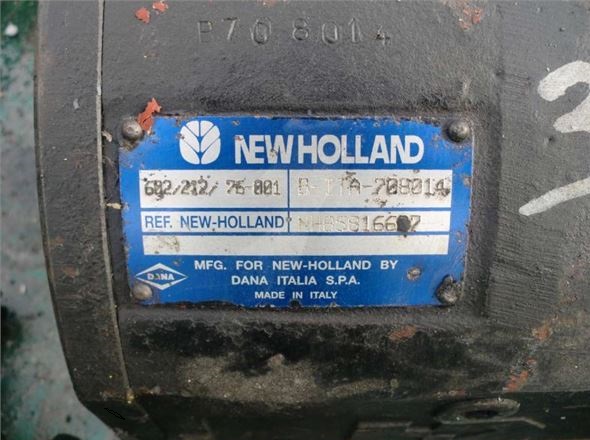 P708014
NEW HOLLAND
602/212/ 76-001 B-ITA-708014
REF. NEW-HOLLAND
DANA
MFG. FOR NEW-HOLLAND BY
DANA ITALIA S.P.A.
MADE IN ITALY